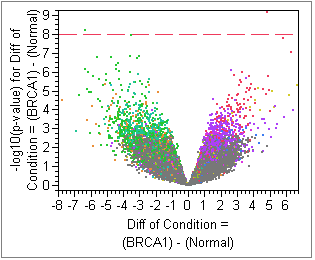 -log10(p-value) for Diff of
Condition = (BRCA1) - (Normal)
9
8
7
6
5
4
3
2
1
0
-8 -7 -6 -5 -4 -3 -2 -1 0 1 2 3 4 5 6
Diff of Condition =
(BRCA1) - (Normal)